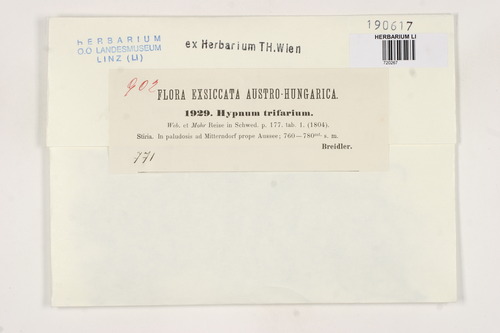 HERBARIUM
O.Ö. LANDESMUSEUM
LINZ (LI)
ex Herbarium TH.Wien
190617
HERBARIUM LI
720267
902
FLORA EXSICCATA AUSTRO-HUNGARICA.
1929. Hypnum trifarium.
Web. et Mohr Reise in Schwed. p. 177. tab. 1. (1804).
Stiria. In paludosis ad Mitterndorf prope Aussee; 760—780 m. s. m.
Breidler.
771